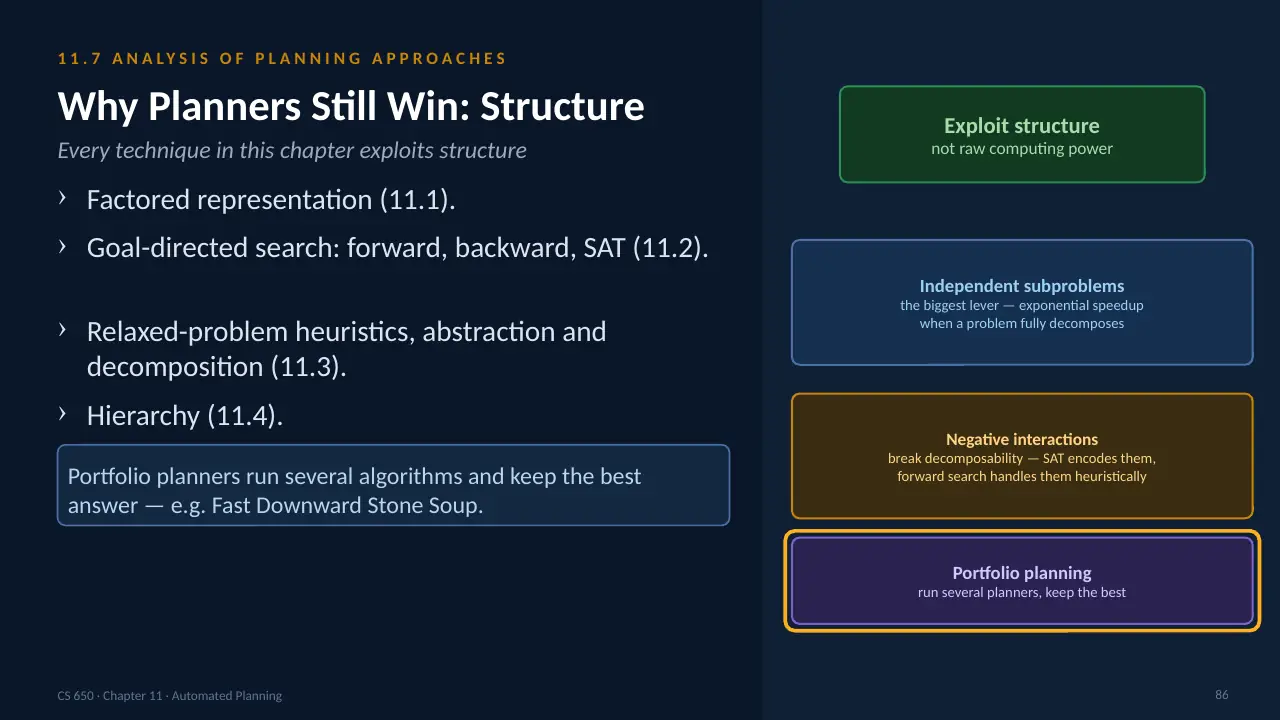 11.7 ANALYSIS OF PLANNING APPROACHES
Why Planners Still Win: Structure
Every technique in this chapter exploits structure
› Factored representation (11.1).
› Goal-directed search: forward, backward, SAT (11.2).
› Relaxed-problem heuristics, abstraction and
decomposition (11.3).
› Hierarchy (11.4).
Portfolio planners run several algorithms and keep the best
answer — e.g. Fast Downward Stone Soup.
Exploit structure
not raw computing power
Independent subproblems
the biggest lever — exponential speedup
when a problem fully decomposes
Negative interactions
break decomposability — SAT encodes them,
forward search handles them heuristically
Portfolio planning
run several planners, keep the best
CS 650 · Chapter 11 · Automated Planning
86